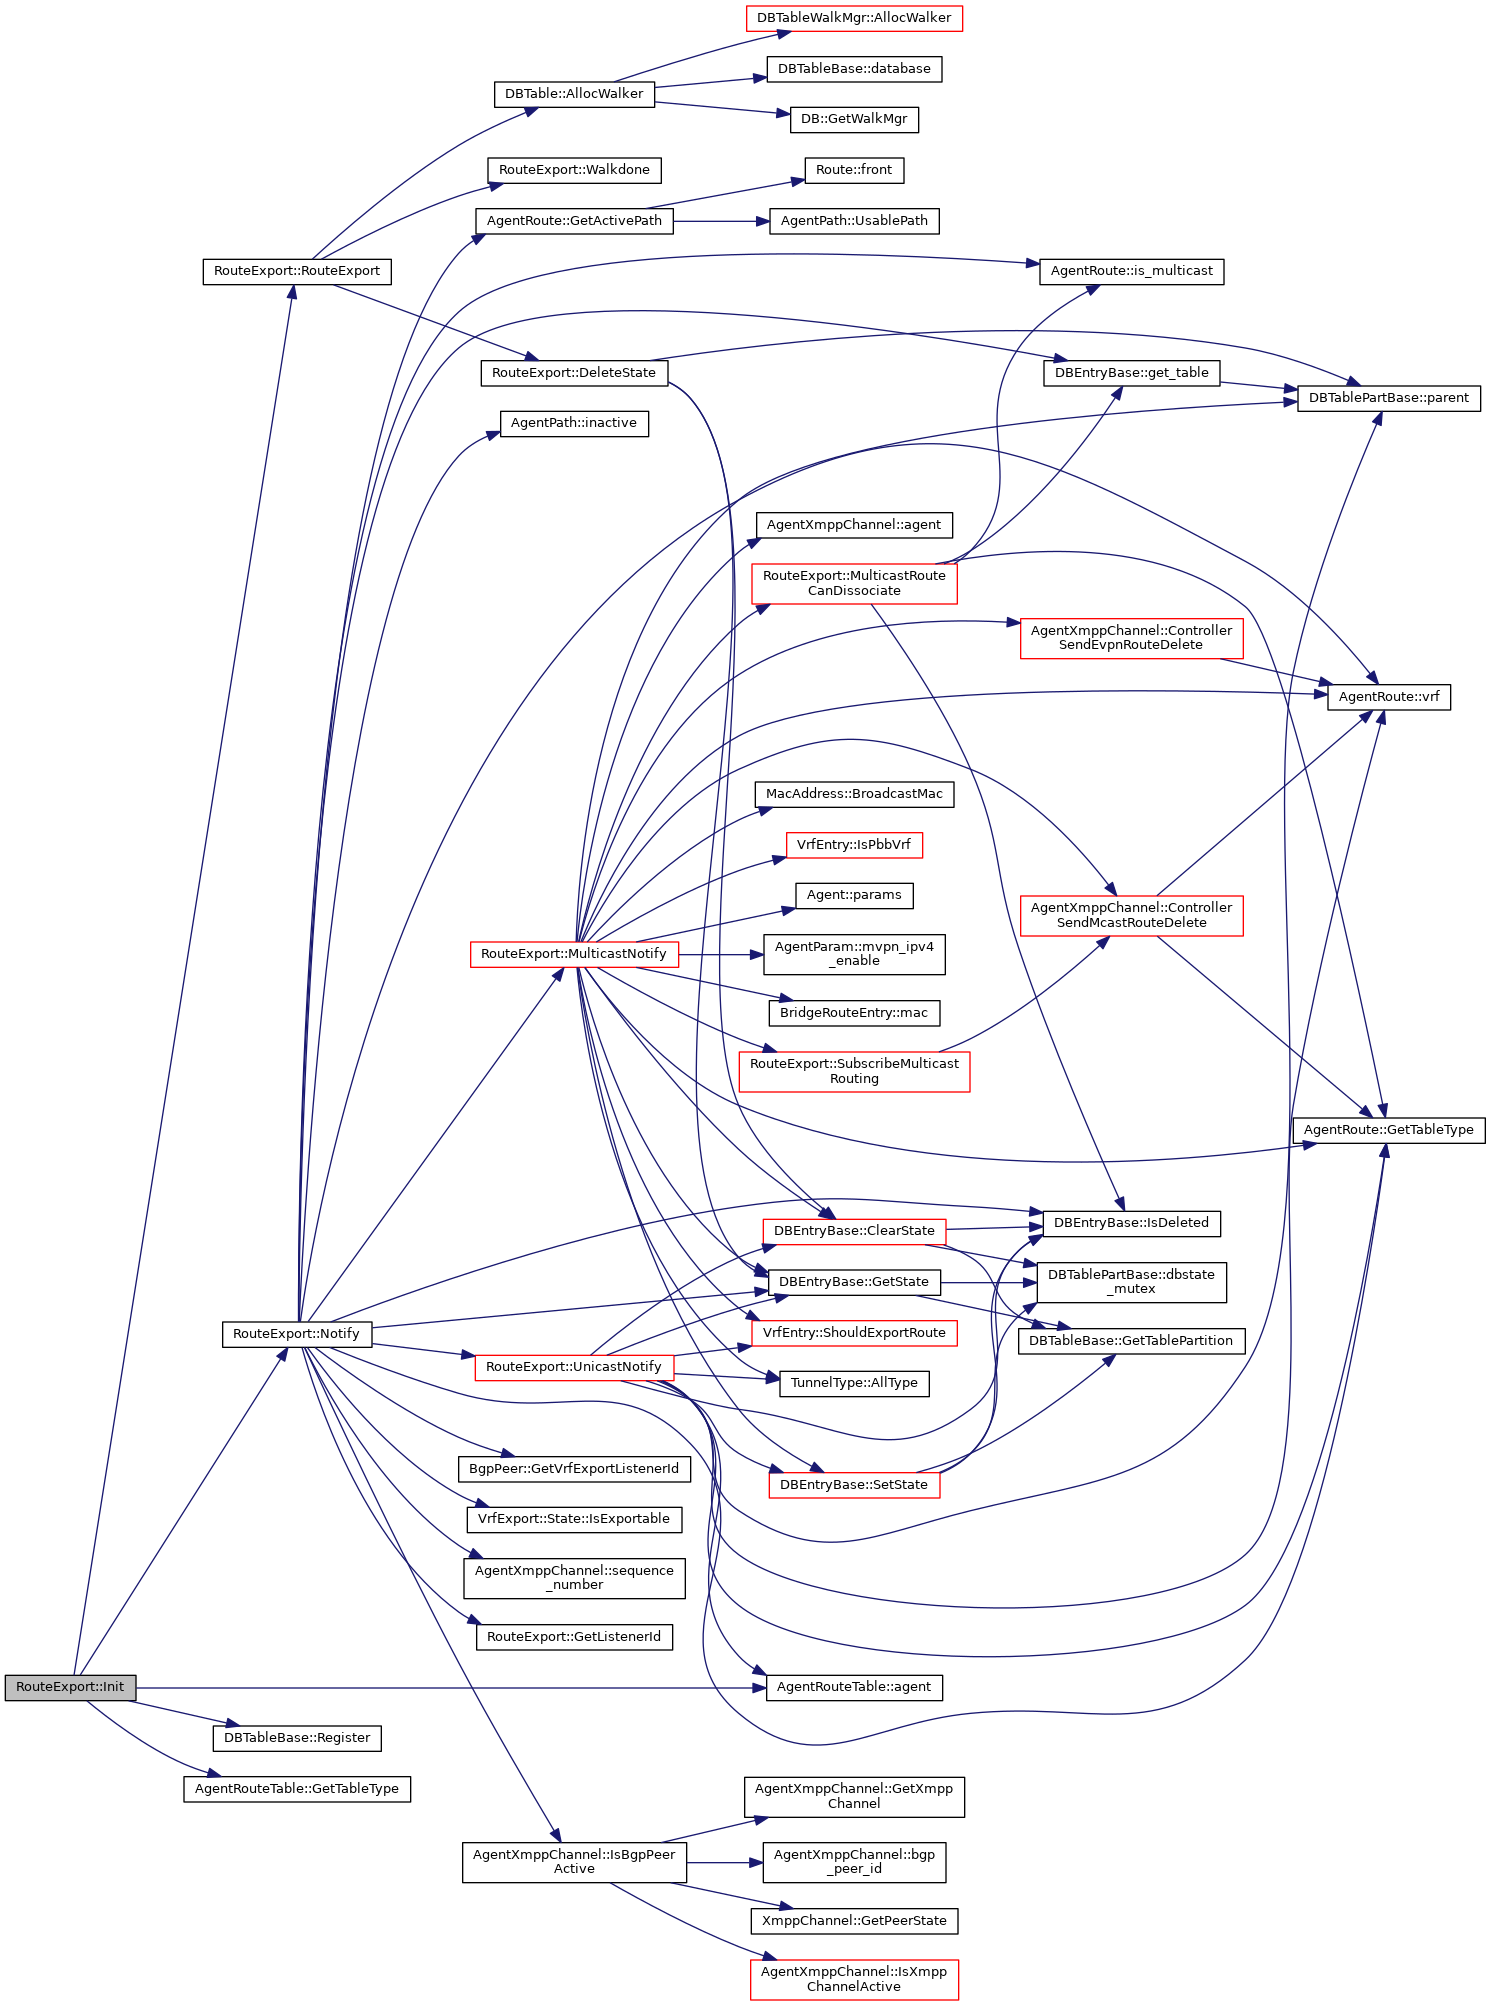 DBTableWalkMgr::AllocWalker
DBTableBase::database
DBTable::AllocWalker
DB::GetWalkMgr
RouteExport::Walkdone
Route::front
AgentRoute::GetActivePath
AgentPath::UsablePath
RouteExport::RouteExport
AgentRoute::is_multicast
RouteExport::DeleteState
DBEntryBase::get_table
DBTablePartBase::parent
AgentPath::inactive
AgentXmppChannel::agent
RouteExport::MulticastRoute
CanDissociate
AgentXmppChannel::Controller
SendEvpnRouteDelete
AgentRoute::vrf
MacAddress::BroadcastMac
VrfEntry::IsPbbVrf
Agent::params
AgentXmppChannel::Controller
SendMcastRouteDelete
RouteExport::MulticastNotify
AgentParam::mvpn_ipv4
_enable
BridgeRouteEntry::mac
RouteExport::SubscribeMulticast
Routing
AgentRoute::GetTableType
DBEntryBase::IsDeleted
DBEntryBase::ClearState
DBEntryBase::GetState
DBTablePartBase::dbstate
_mutex
RouteExport::Notify
VrfEntry::ShouldExportRoute
DBTableBase::GetTablePartition
RouteExport::UnicastNotify
TunnelType::AllType
BgpPeer::GetVrfExportListenerId
DBEntryBase::SetState
VrfExport::State::IsExportable
AgentXmppChannel::sequence
_number
RouteExport::GetListenerId
RouteExport::Init
AgentRouteTable::agent
DBTableBase::Register
AgentRouteTable::GetTableType
AgentXmppChannel::GetXmpp
Channel
AgentXmppChannel::IsBgpPeer
Active
AgentXmppChannel::bgp
_peer_id
XmppChannel::GetPeerState
AgentXmppChannel::IsXmpp
ChannelActive